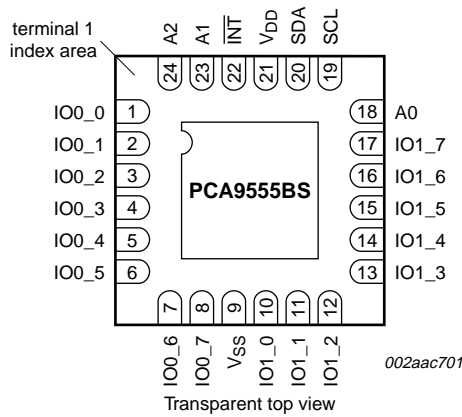 terminal 1
index area
A2
A1
INT
VDD
SDA
SCL
24
23
22
21
20
19
IO0_0 1
IO0_1 2
IO0_2 3
IO0_3 4
IO0_4 5
IO0_5 6
PCA9555BS
18 A0
17 IO1_7
16 IO1_6
15 IO1_5
14 IO1_4
13 IO1_3
7
8
9
10
11
12
IO0_6
IO0_7
VSS
IO1_0
IO1_1
IO1_2
002aac701
Transparent top view